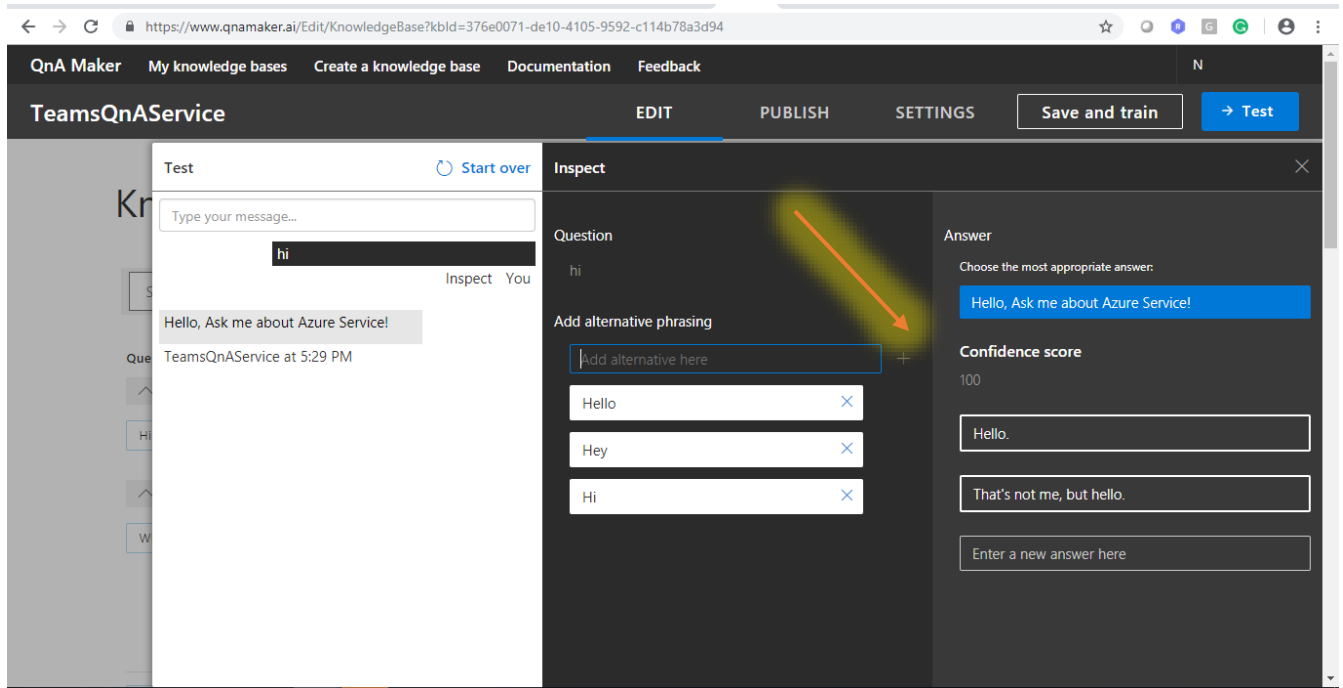 https://www.qnamaker.ai/Edit/KnowledgeBase?kbId=376e0071-de10-4105-9592-c114b78a3d94
QnA Maker My knowledge bases Create a knowledge base Documentation Feedback N
TeamsQnAService EDIT PUBLISH SETTINGS Save and train → Test
Kn
S
Que
Hi
W
Test Start over
Type your message...
hi
Inspect You
Hello, Ask me about Azure Service!
TeamsQnAService at 5:29 PM
Inspect
Question
hi
Add alternative phrasing
Add alternative here
Hello
Hey
Hi
Answer
Choose the most appropriate answer:
Hello, Ask me about Azure Service!
Confidence score
100
Hello.
That's not me, but hello.
Enter a new answer here